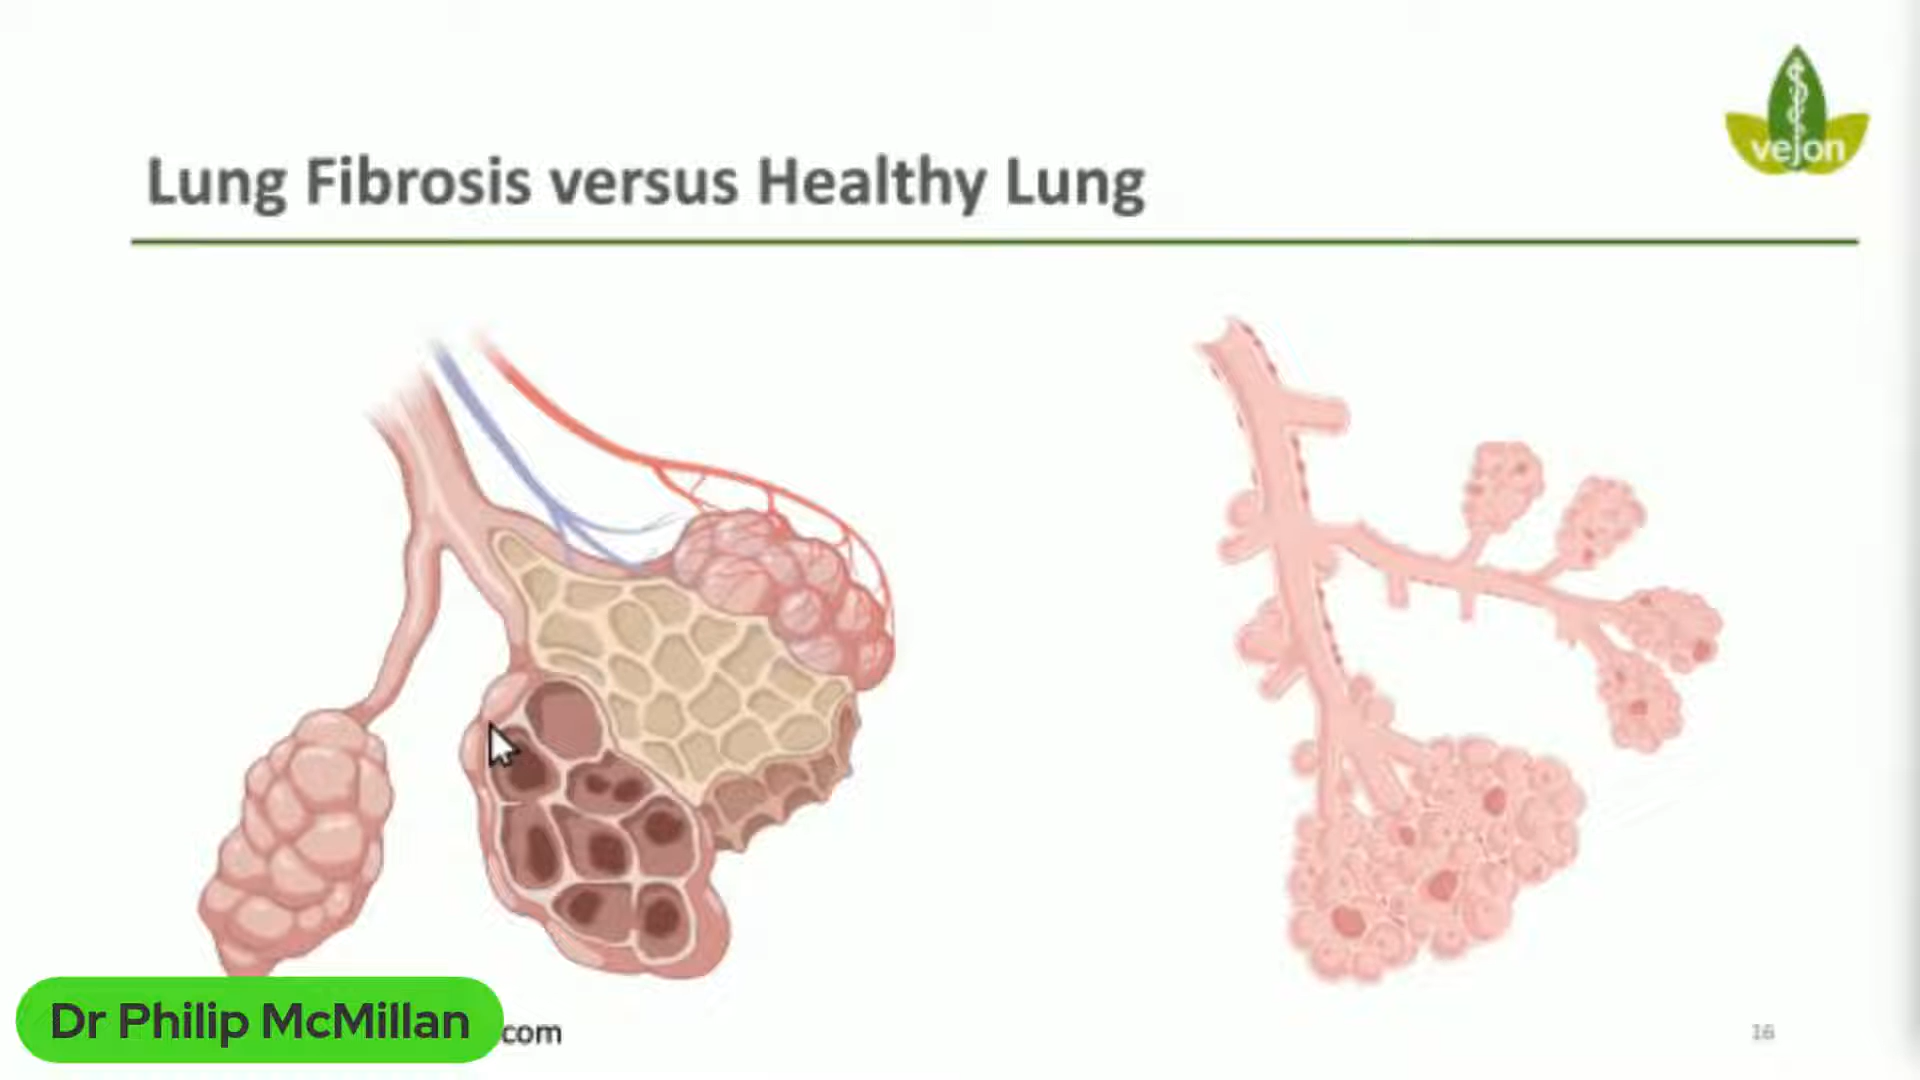 vejon
Lung Fibrosis versus Healthy Lung
Dr Philip McMillan
com
16